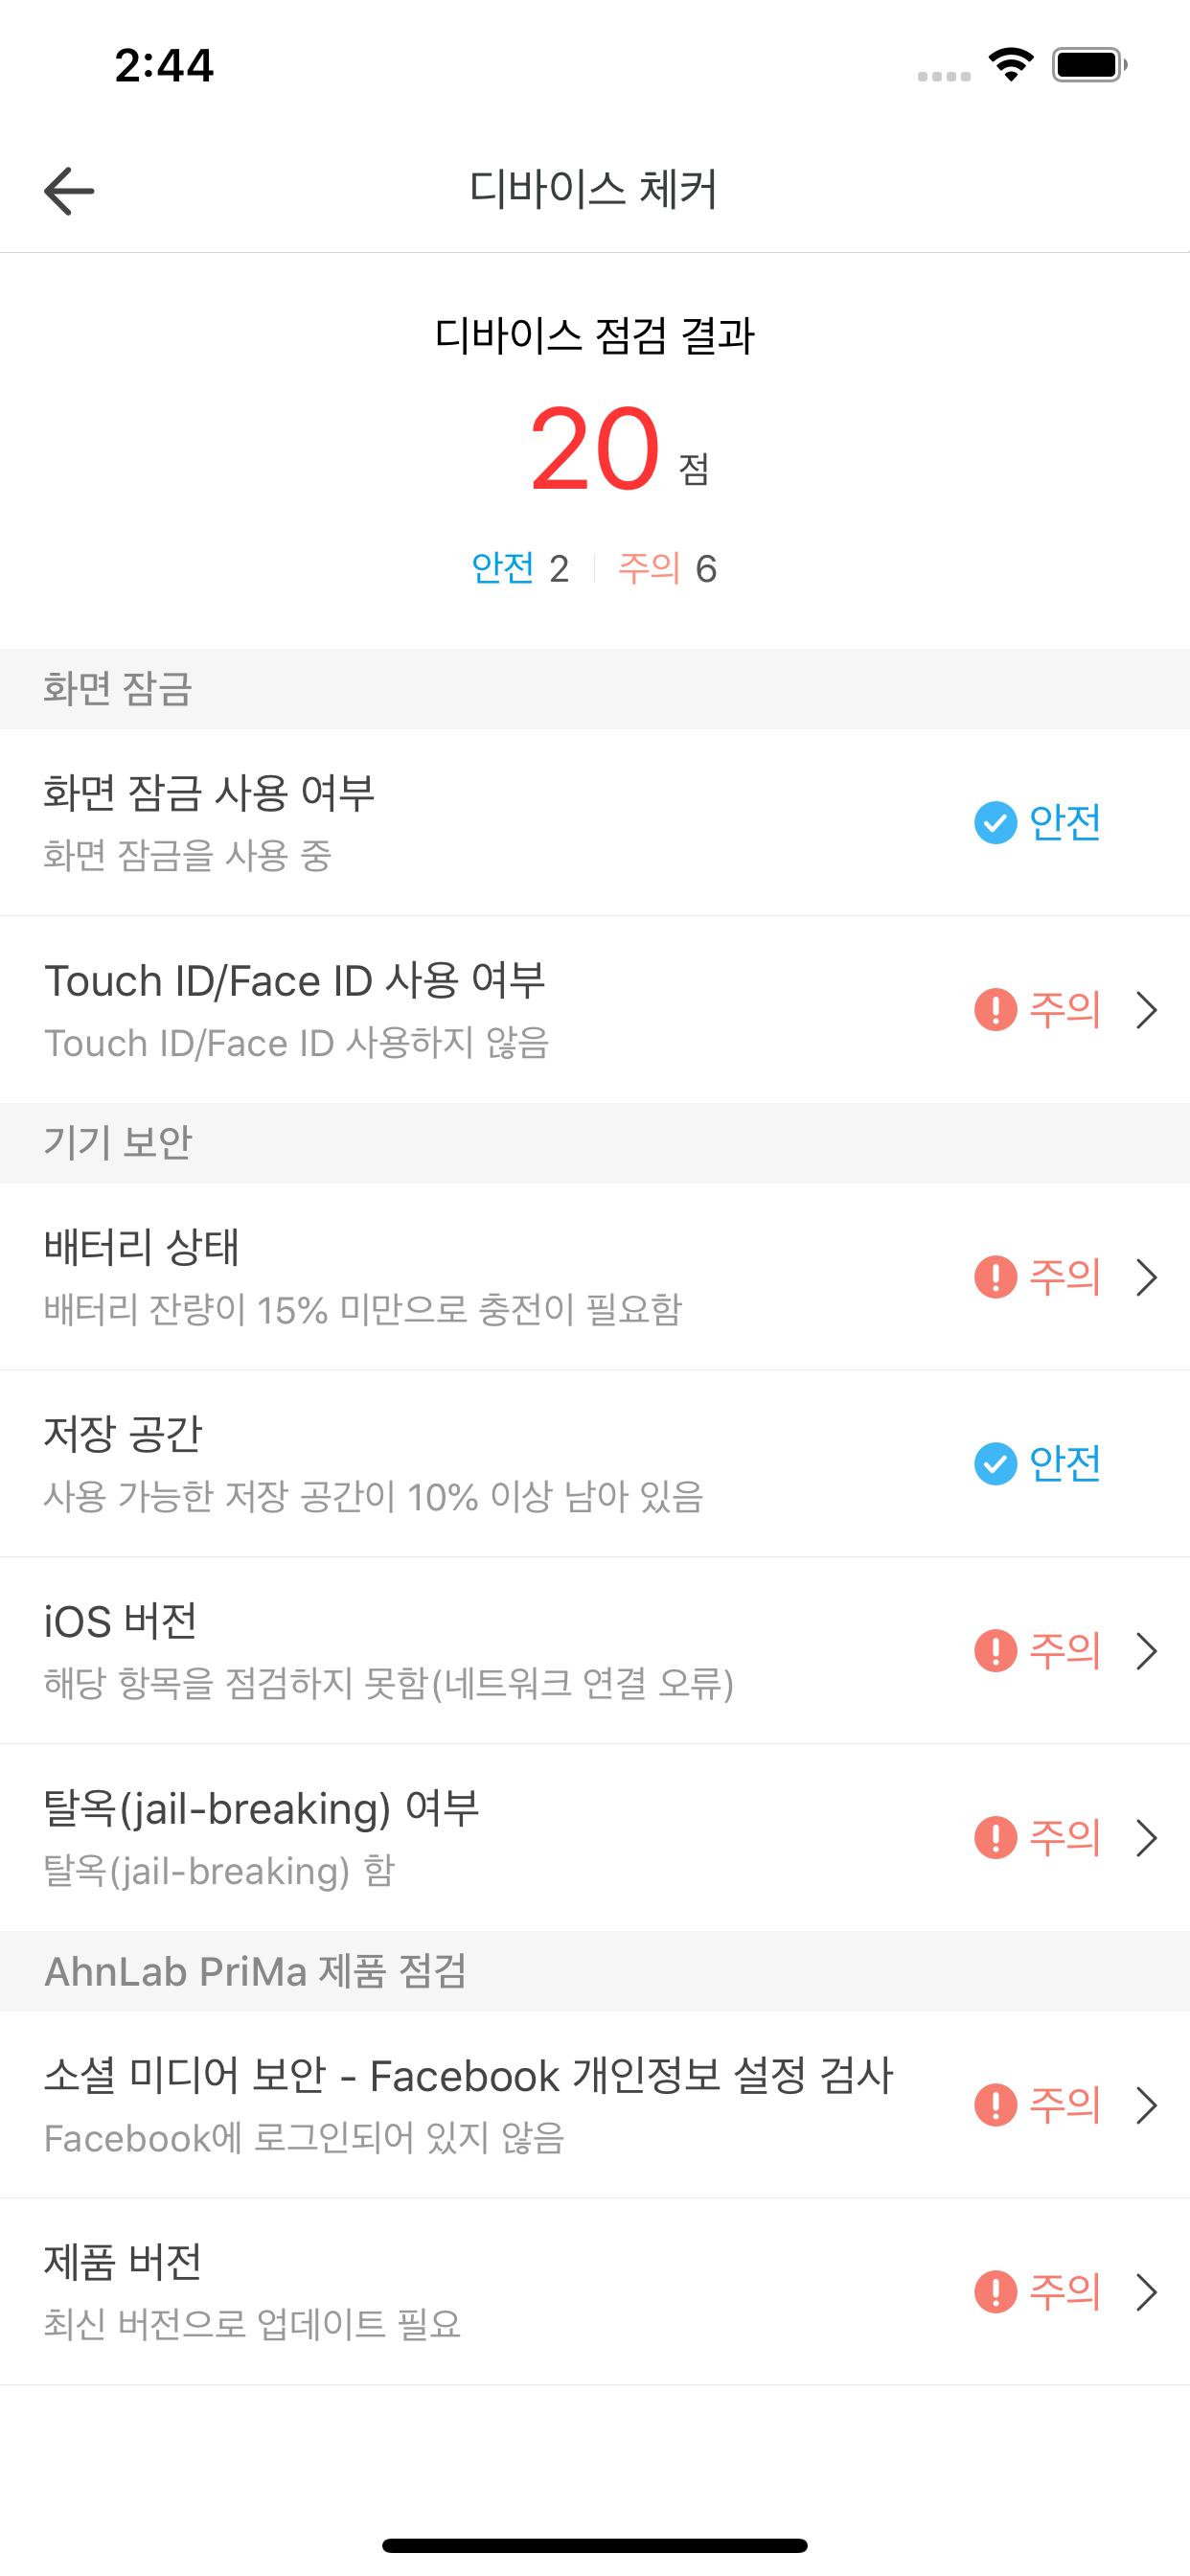 2:44
디바이스 체커
디바이스 점검 결과
20 점
안전 2 주의 6
화면 잠금
화면 잠금 사용 여부
화면 잠금을 사용 중
안전
Touch ID/Face ID 사용 여부
Touch ID/Face ID 사용하지 않음
주의
기기 보안
배터리 상태
배터리 잔량이 15% 미만으로 충전이 필요함
주의
저장 공간
사용 가능한 저장 공간이 10% 이상 남아 있음
안전
iOS 버전
해당 항목을 점검하지 못함(네트워크 연결 오류)
주의
탈옥(jail-breaking) 여부
탈옥(jail-breaking) 함
주의
AhnLab PriMa 제품 점검
소셜 미디어 보안 - Facebook 개인정보 설정 검사
Facebook에 로그인되어 있지 않음
주의
제품 버전
최신 버전으로 업데이트 필요
주의